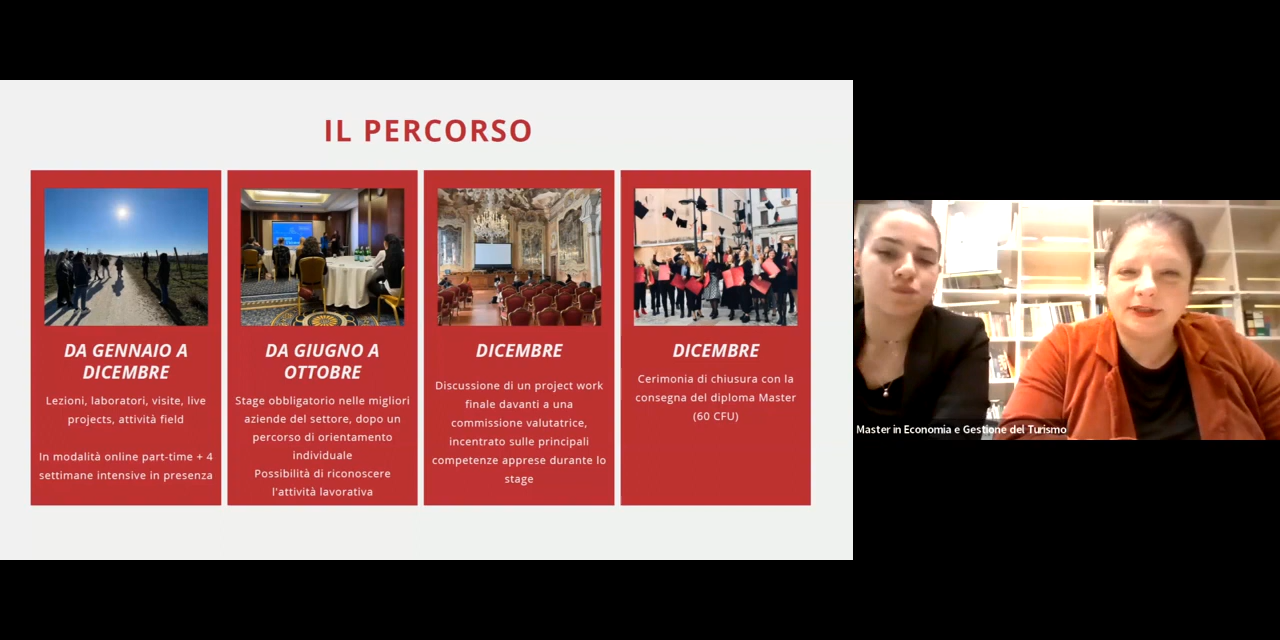 IL PERCORSO
DA GENNAIO A
DICEMBRE
Lezioni, laboratori, visite, live
projects, attività field
In modalità online part-time + 4
settimane intensive in presenza
DA GIUGNO A
OTTOBRE
Stage obbligatorio nelle migliori
aziende del settore, dopo un
percorso di orientamento
individuale
Possibilità di riconoscere
l'attività lavorativa
DICEMBRE
Discussione di un project work
finale davanti a una
commissione valutatrice,
incentrato sulle principali
competenze apprese durante lo
stage
DICEMBRE
Cerimonia di chiusura con la
consegna del diploma Master
(60 CFU)
Master in Economia e Gestione del Turismo